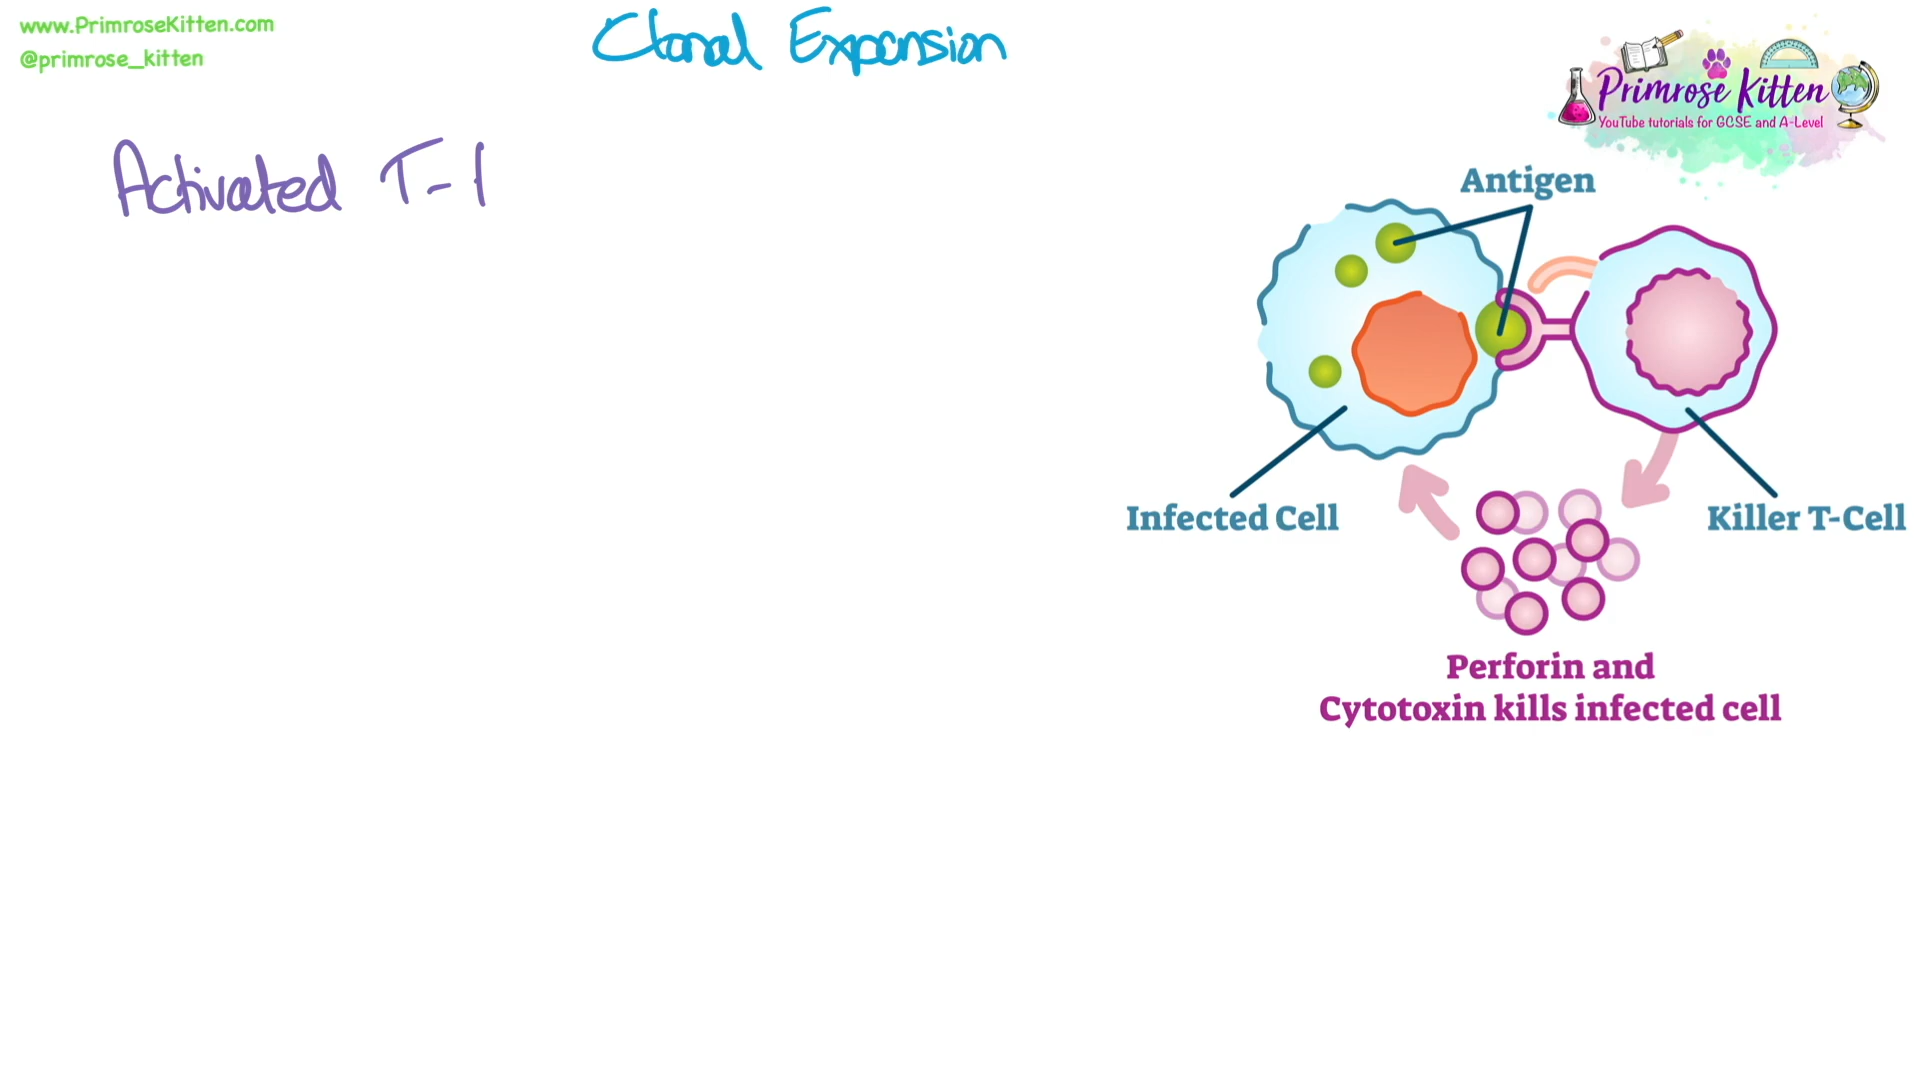 www.PrimroseKitten.com
@primrose_kitten
Clonal Expansion
Primrose Kitten
YouTube tutorials for GCSE and A-Level
Activated T-l
Antigen
Infected Cell
Killer T-Cell
Perforin and
Cytotoxin kills infected cell